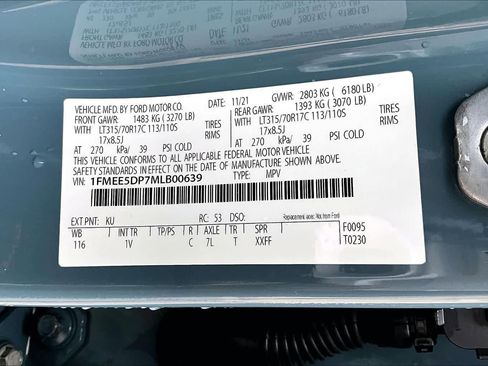 VEHICLE MFD. BY FORD MOTOR CO.
FRONT GAWR: 1483 KG ( 3270 LB)
WITH LT315/70R17C 113/110S TIRES
17x8.5J RIMS
AT 270 kPa/ 39 PSI COLD
DATE: 11/21 GVWR: 2803 KG ( 6180 LB)
REAR GAWR: 1393 KG ( 3070 LB)
WITH LT315/70R17C 113/110S TIRES
17x8.5J RIMS
AT 270 kPa/ 39 PSI COLD
THIS VEHICLE CONFORMS TO ALL APPLICABLE FEDERAL MOTOR VEHICLE
SAFETY STANDARDS IN EFFECT ON THE DATE OF MANUFACTURE SHOWN ABOVE.
VIN: 1FMEE5DP7MLB00639
TYPE: MPV
EXT PNT: KU RC: 53 DSO:
WB INT TR TP/PS R AXLE TR SPR
116 1V C 7L T XXFF
F0095
T0230